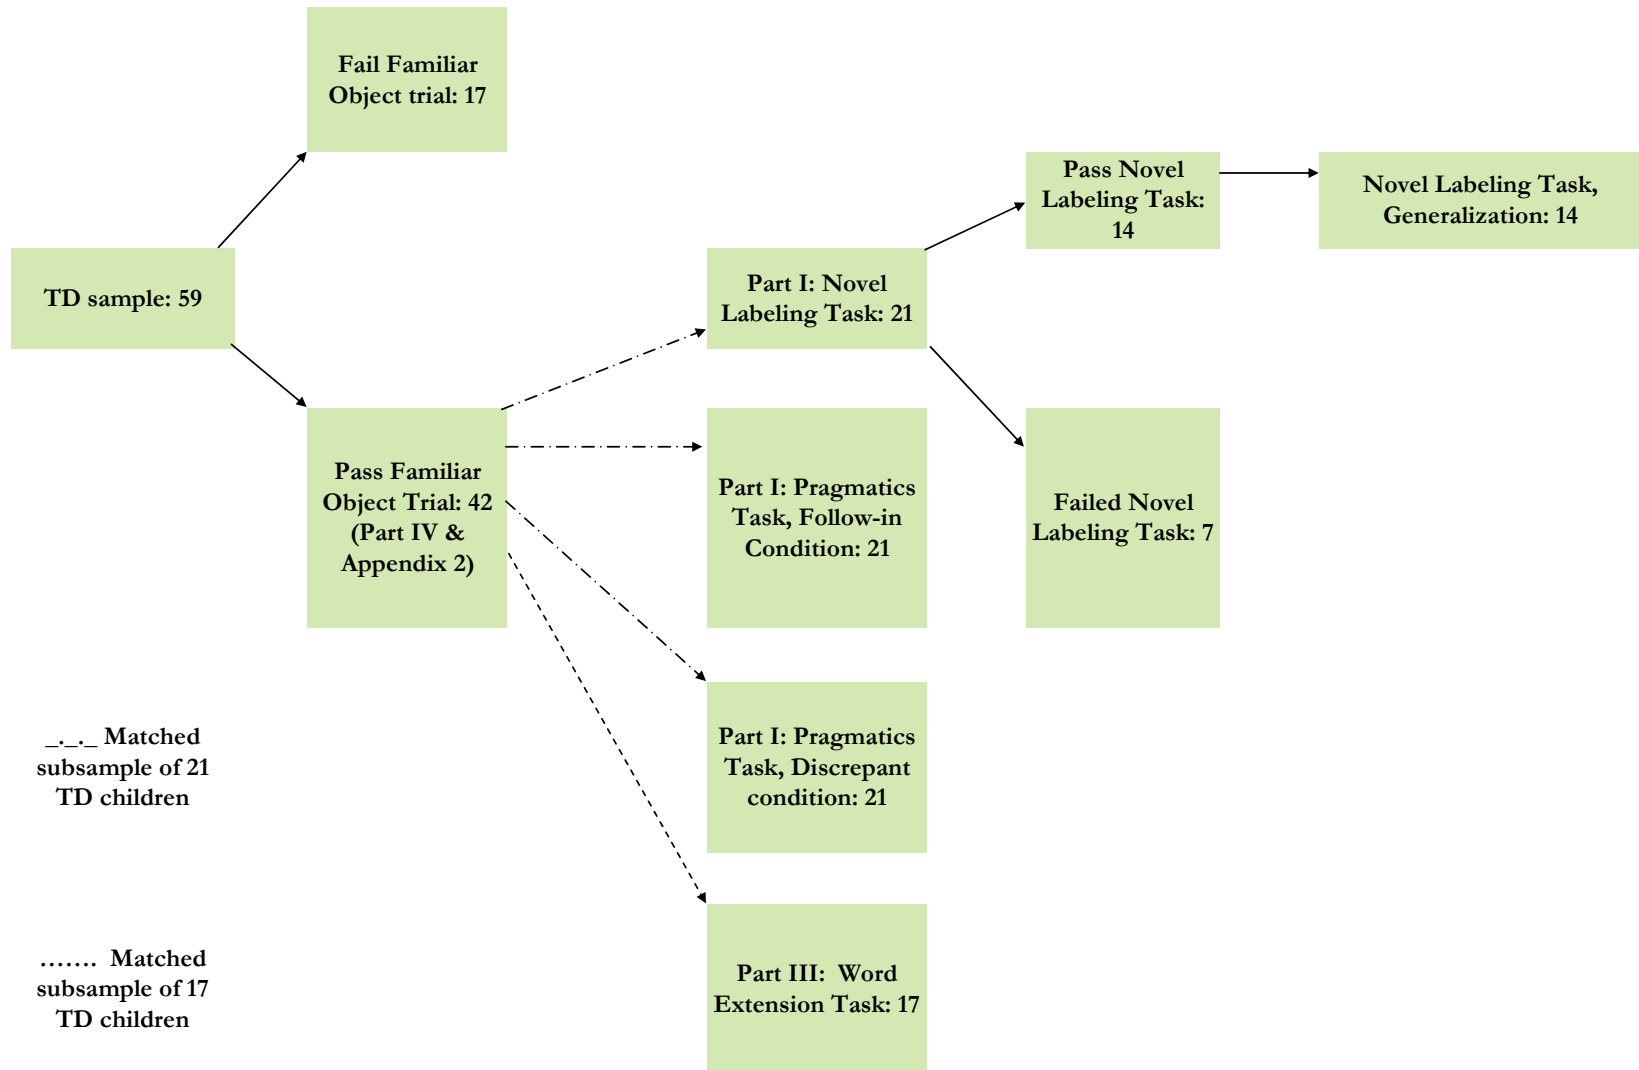 Fail Familiar
Object trial: 17
TD sample: 59
Pass Familiar
Object Trial: 42
(Part IV &
Appendix 2)
Part I: Novel
Labeling Task: 21
Pass Novel
Labeling Task:
14
Novel Labeling Task,
Generalization: 14
Part I: Pragmatics
Task, Follow-in
Condition: 21
Failed Novel
Labeling Task: 7
Part I: Pragmatics
Task, Discrepant
condition: 21
Part III:  Word
Extension Task: 17
_._._ Matched
subsample of 21
TD children
…….  Matched
subsample of 17
TD children